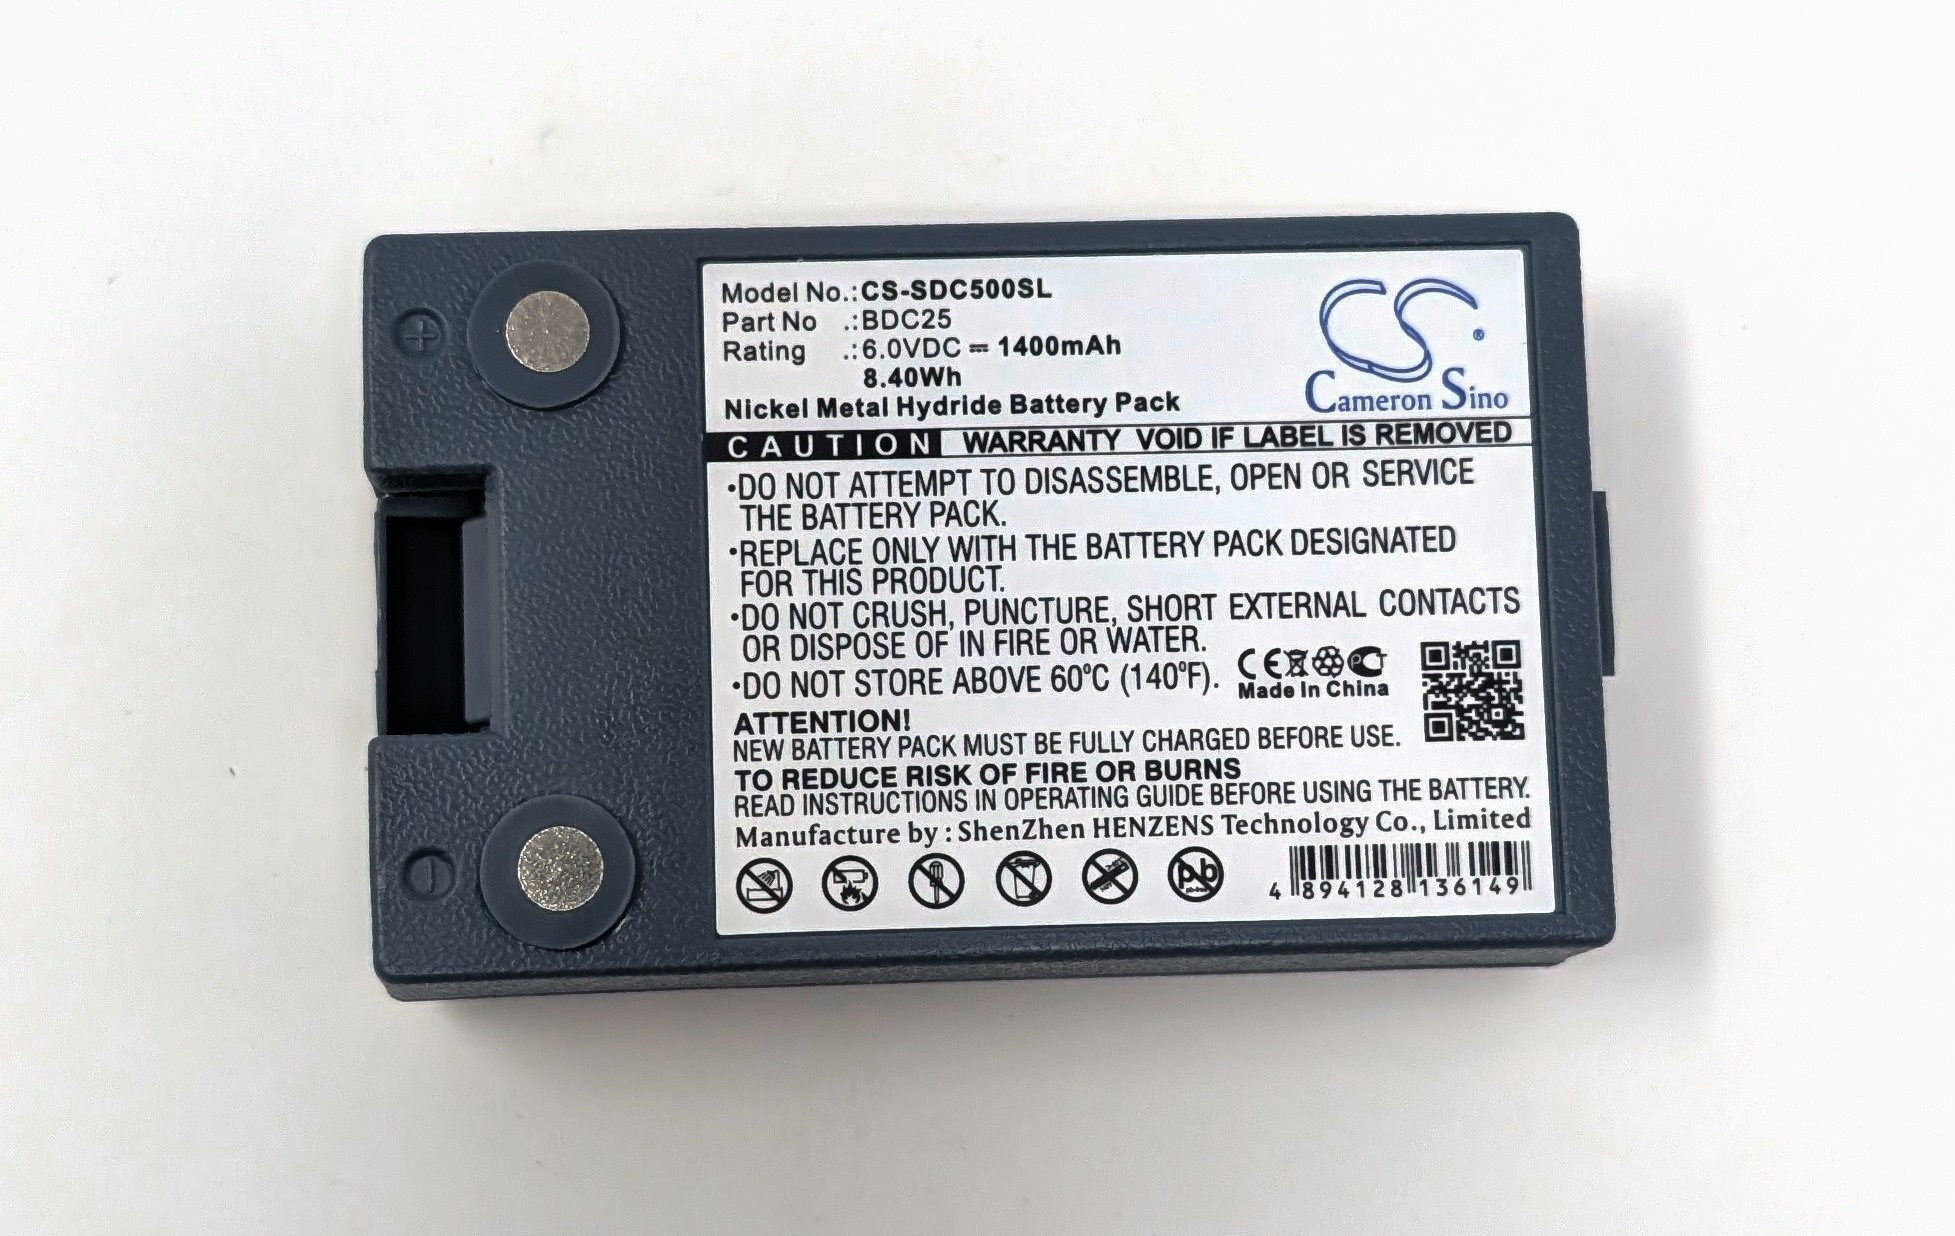 Model No.:CS-SDC500SL
Part No .:BDC25
Rating .:6.0VDC ⎓ 1400mAh
8.40Wh
Nickel Metal Hydride Battery Pack
CS ®
Cameron Sino
CAUTION WARRANTY VOID IF LABEL IS REMOVED
•DO NOT ATTEMPT TO DISASSEMBLE, OPEN OR SERVICE
THE BATTERY PACK.
•REPLACE ONLY WITH THE BATTERY PACK DESIGNATED
FOR THIS PRODUCT.
•DO NOT CRUSH, PUNCTURE, SHORT EXTERNAL CONTACTS
OR DISPOSE OF IN FIRE OR WATER.
•DO NOT STORE ABOVE 60°C (140°F).
CE PCT
Made In China
ATTENTION!
NEW BATTERY PACK MUST BE FULLY CHARGED BEFORE USE.
TO REDUCE RISK OF FIRE OR BURNS
READ INSTRUCTIONS IN OPERATING GUIDE BEFORE USING THE BATTERY.
Manufacture by : ShenZhen HENZENS Technology Co., Limited
pb
4 894128 136149
+
−